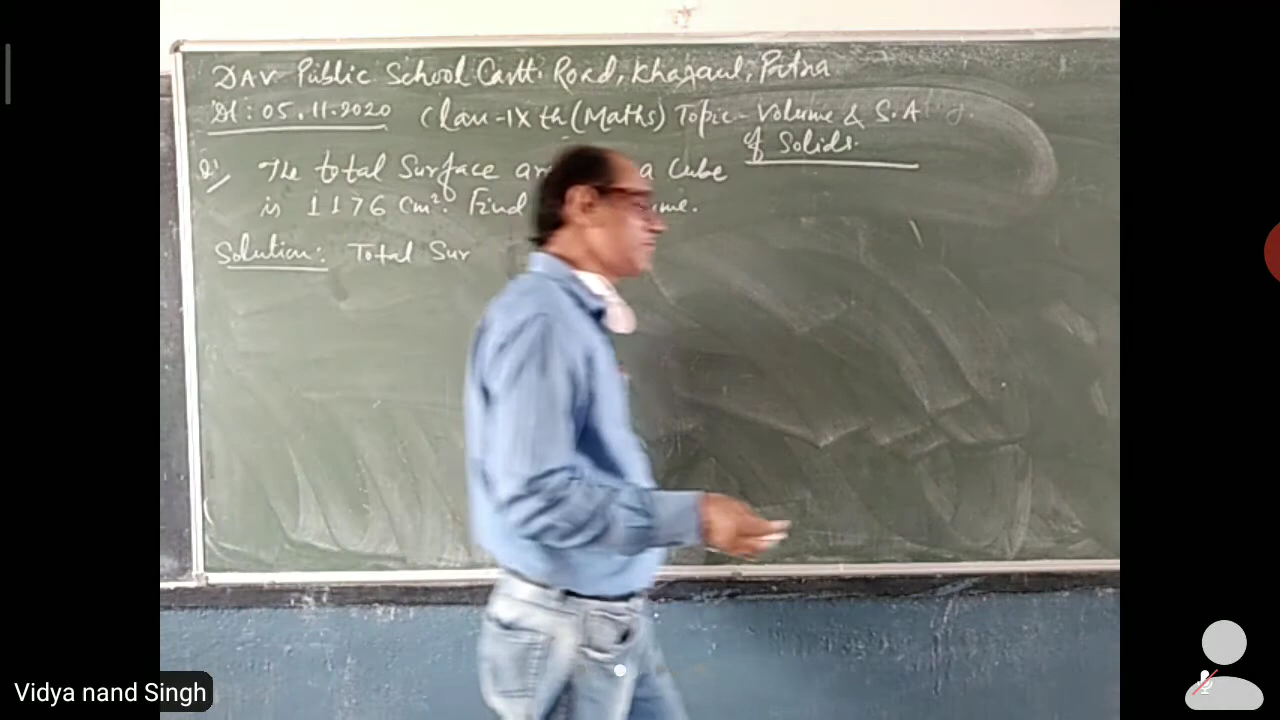 DAV Public School Cantt. Road, Khagaul, Patna
Dt: 05.11.2020 Class-IX th (Maths) Topic- Volume & S.A
of Solids.
Q1 The total Surface a Cube
is 1176 Cm². Find
Solution: Total Sur
Vidya nand Singh